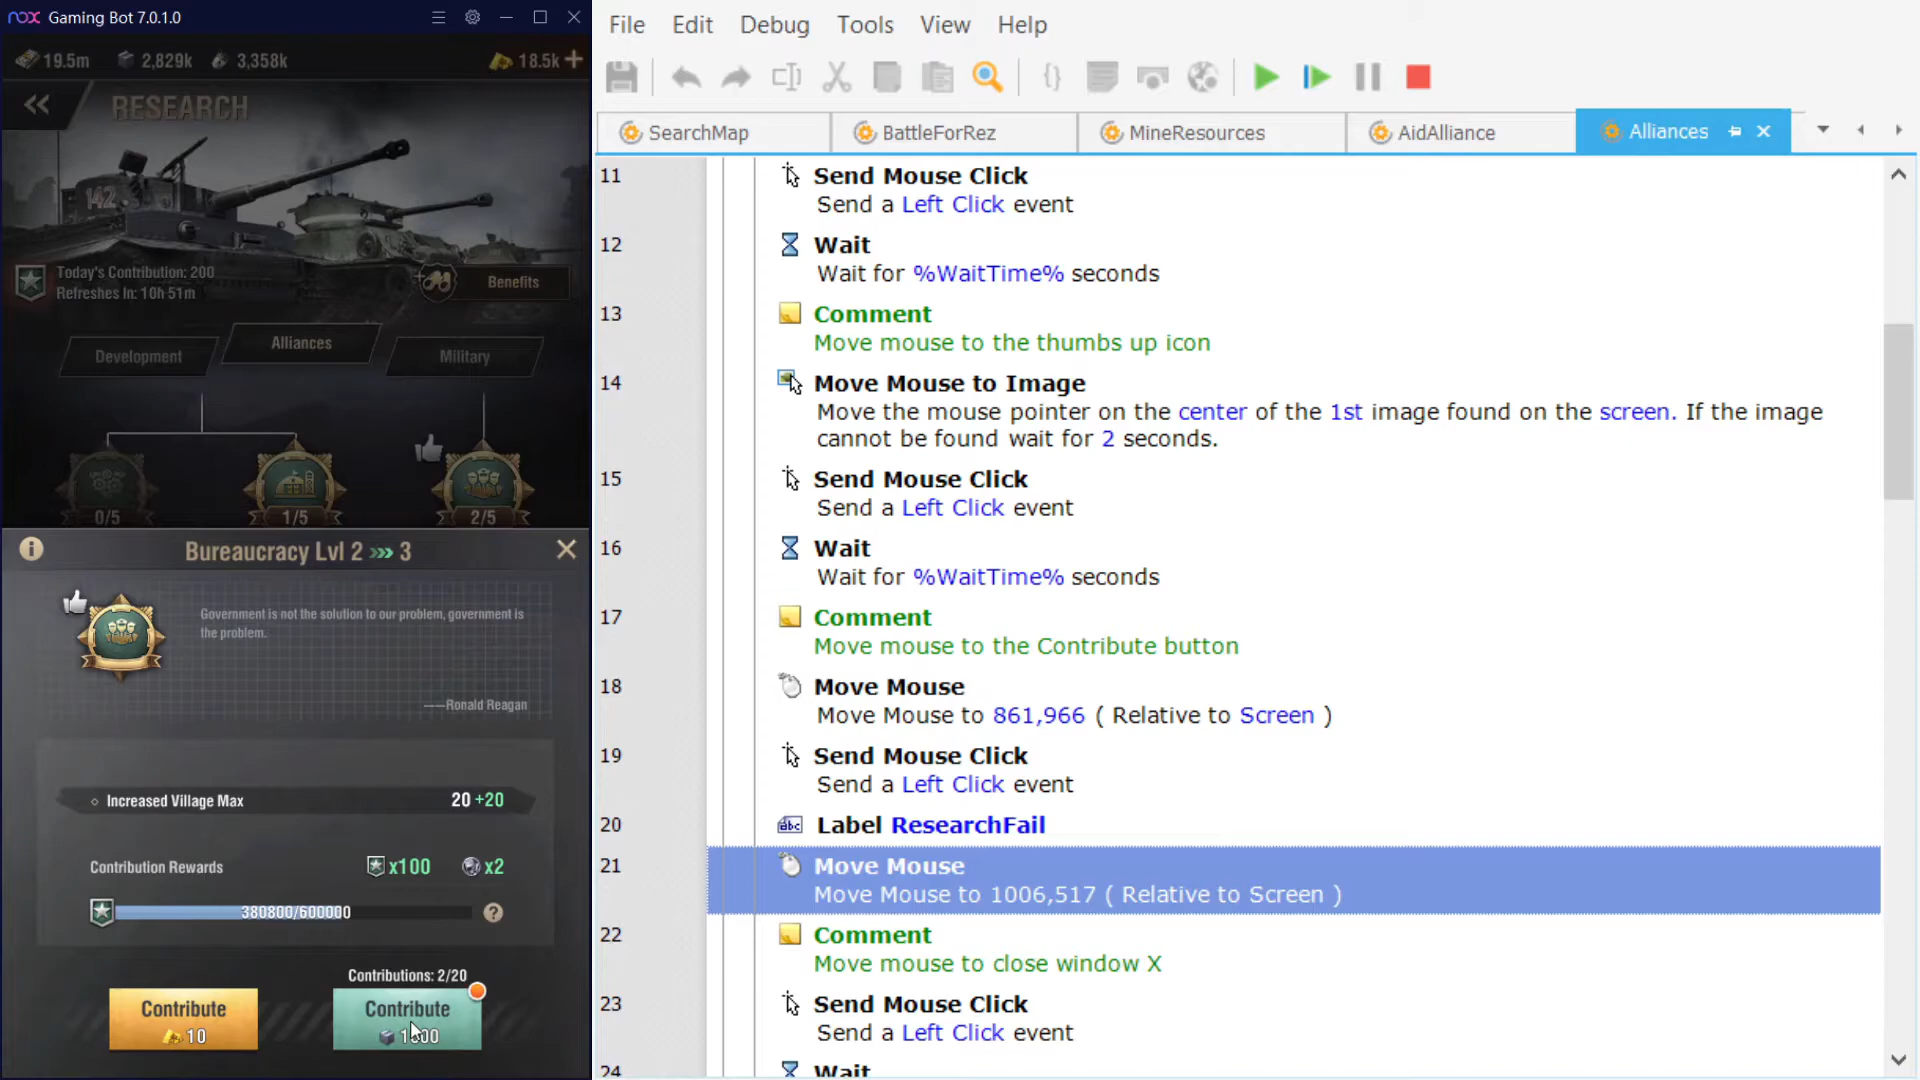 nox Gaming Bot 7.0.1.0
19.5m 2,829k 3,358k 18.5k +
RESEARCH
142
Today's Contribution: 200
Refreshes In: 10h 51m
Benefits
Development
Alliances
Military
0/5
1/5
2/5
Bureaucracy Lvl 2 >>> 3
Government is not the solution to our problem, government is
the problem.
——Ronald Reagan
Increased Village Max 20 +20
Contribution Rewards x100 x2
380800/600000 ?
Contributions: 2/20
Contribute
10
Contribute
File Edit Debug Tools View Help
SearchMap BattleForRez MineResources AidAlliance Alliances
11 Send Mouse Click
Send a Left Click event
12 Wait
Wait for %WaitTime% seconds
13 Comment
Move mouse to the thumbs up icon
14 Move Mouse to Image
Move the mouse pointer on the center of the 1st image found on the screen. If the image
cannot be found wait for 2 seconds.
15 Send Mouse Click
Send a Left Click event
16 Wait
Wait for %WaitTime% seconds
17 Comment
Move mouse to the Contribute button
18 Move Mouse
Move Mouse to 861,966 ( Relative to Screen )
19 Send Mouse Click
Send a Left Click event
20 abc Label ResearchFail
21 Move Mouse
Move Mouse to 1006,517 ( Relative to Screen )
22 Comment
Move mouse to close window X
23 Send Mouse Click
Send a Left Click event
24 Wait